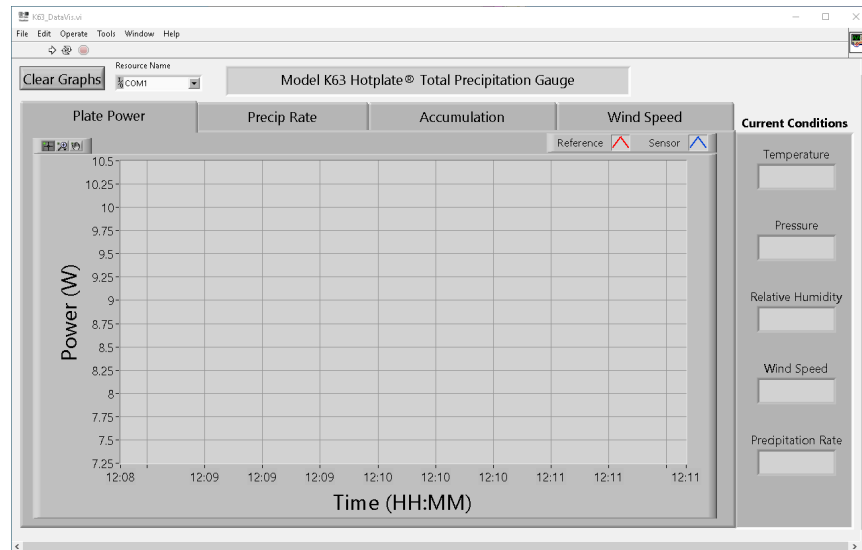 K63_DataVis.vi
File Edit Operate Tools Window Help
Resource Name
Clear Graphs
COM1
Model K63 Hotplate® Total Precipitation Gauge
Plate Power
Precip Rate
Accumulation
Wind Speed
Current Conditions
Reference
Sensor
Temperature
Pressure
Relative Humidity
Wind Speed
Precipitation Rate
Power (W)
10.5
10.25
10
9.75
9.5
9.25
9
8.75
8.5
8.25
8
7.75
7.5
7.25
12:08 12:09 12:09 12:09 12:10 12:10 12:10 12:11 12:11 12:11
Time (HH:MM)